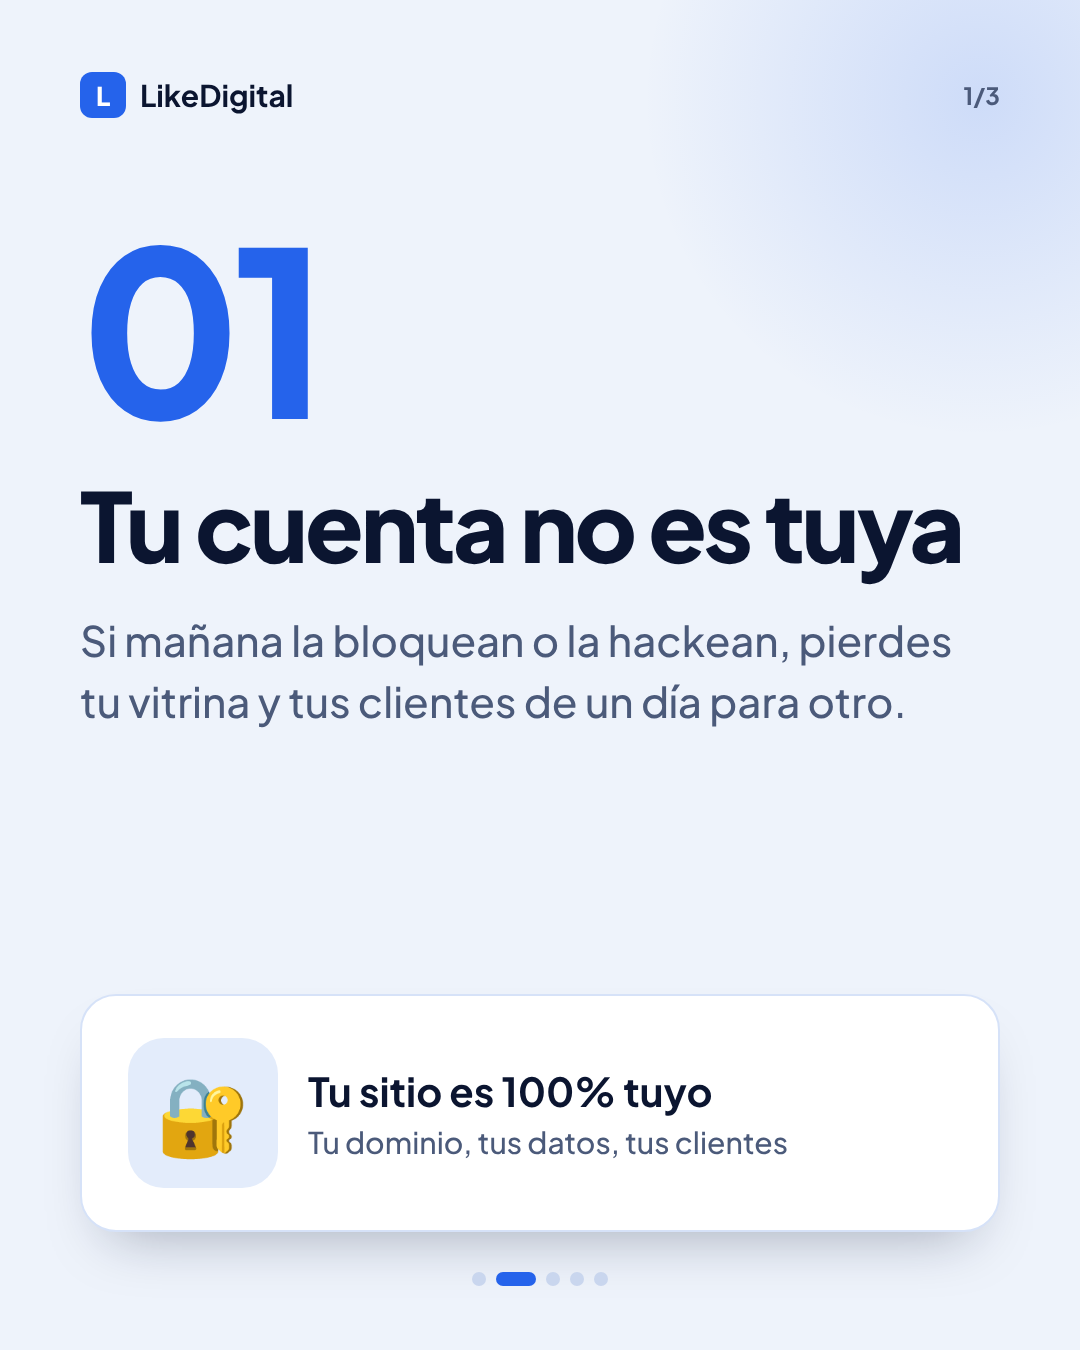 L LikeDigital
1/3
01
Tu cuenta no es tuya
Si mañana la bloquean o la hackean, pierdes
tu vitrina y tus clientes de un día para otro.
Tu sitio es 100% tuyo
Tu dominio, tus datos, tus clientes